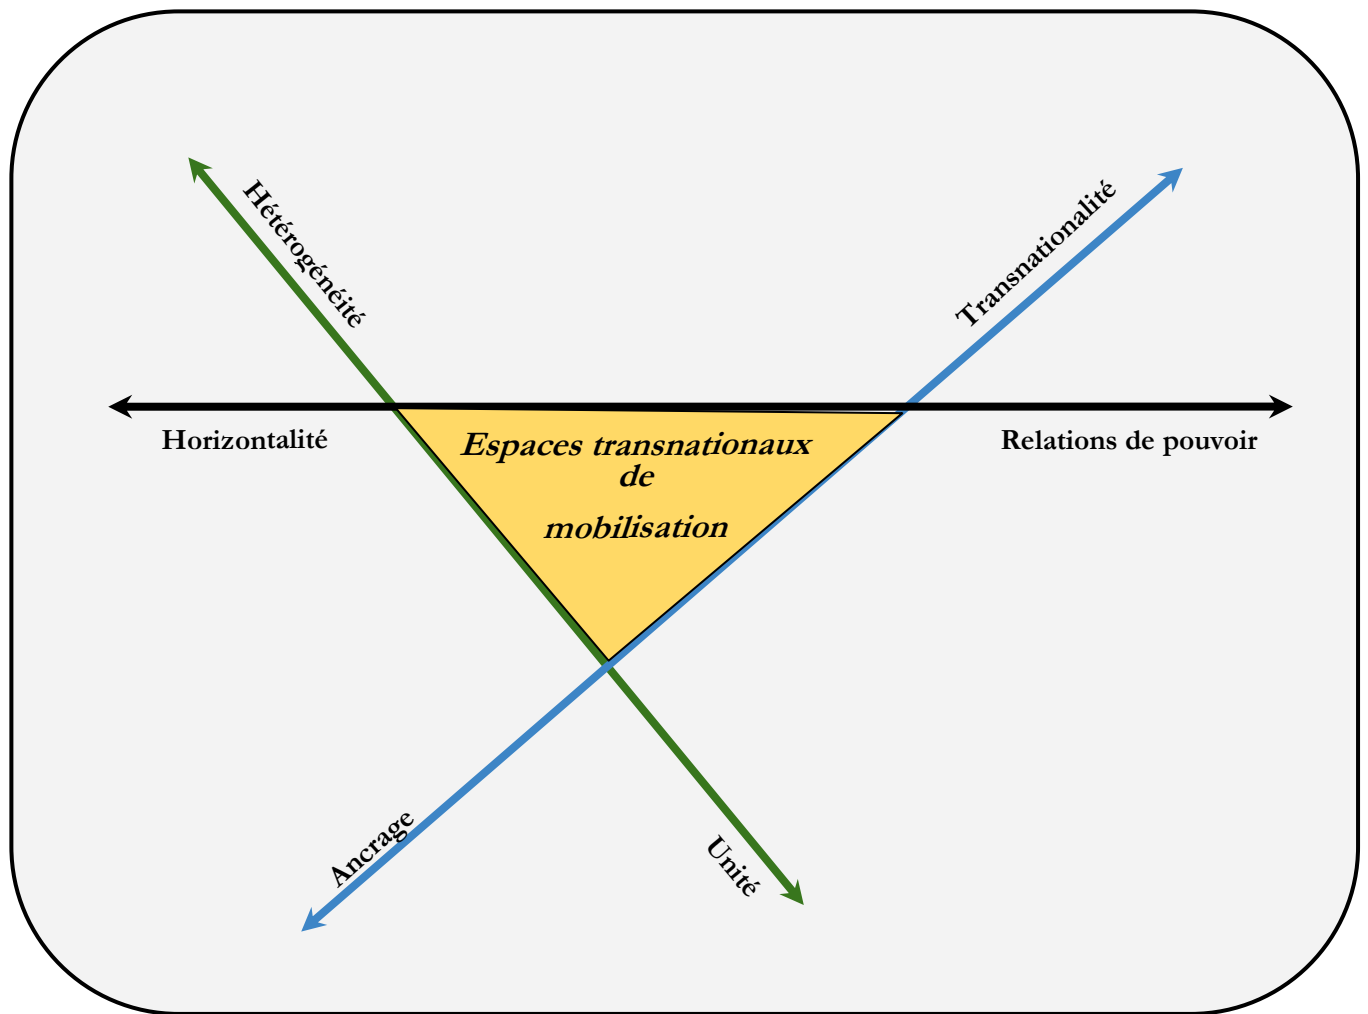 Hétérogénéité
Transnationalité
Horizontalité
Relations de pouvoir
Espaces transnationaux
de
mobilisation
Ancrage
Unité